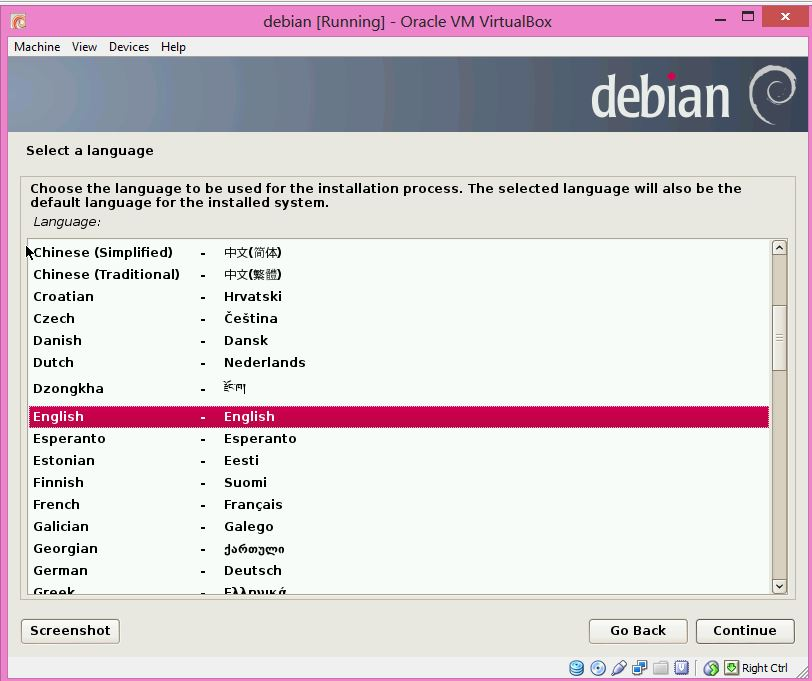 debian [Running] - Oracle VM VirtualBox
Machine View Devices Help
debian
Select a language
Choose the language to be used for the installation process. The selected language will also be the
default language for the installed system.
Language:
Chinese (Simplified) - 中文(简体)
Chinese (Traditional) - 中文(繁體)
Croatian - Hrvatski
Czech - Čeština
Danish - Dansk
Dutch - Nederlands
Dzongkha - རྫོང་ཁ།
English - English
Esperanto - Esperanto
Estonian - Eesti
Finnish - Suomi
French - Français
Galician - Galego
Georgian - ქართული
German - Deutsch
Greek - Ελληνικά
Screenshot Go Back Continue
Right Ctrl